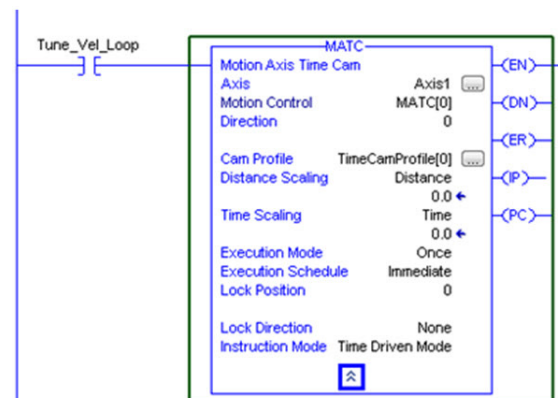 Tune_Vel_Loop
MATC
Motion Axis Time Cam
EN
Axis Axis1 ...
Motion Control MATC[0]
DN
Direction 0
ER
Cam Profile TimeCamProfile[0] ...
Distance Scaling Distance
IP
0.0
Time Scaling Time
PC
0.0
Execution Mode Once
Execution Schedule Immediate
Lock Position 0
Lock Direction None
Instruction Mode Time Driven Mode